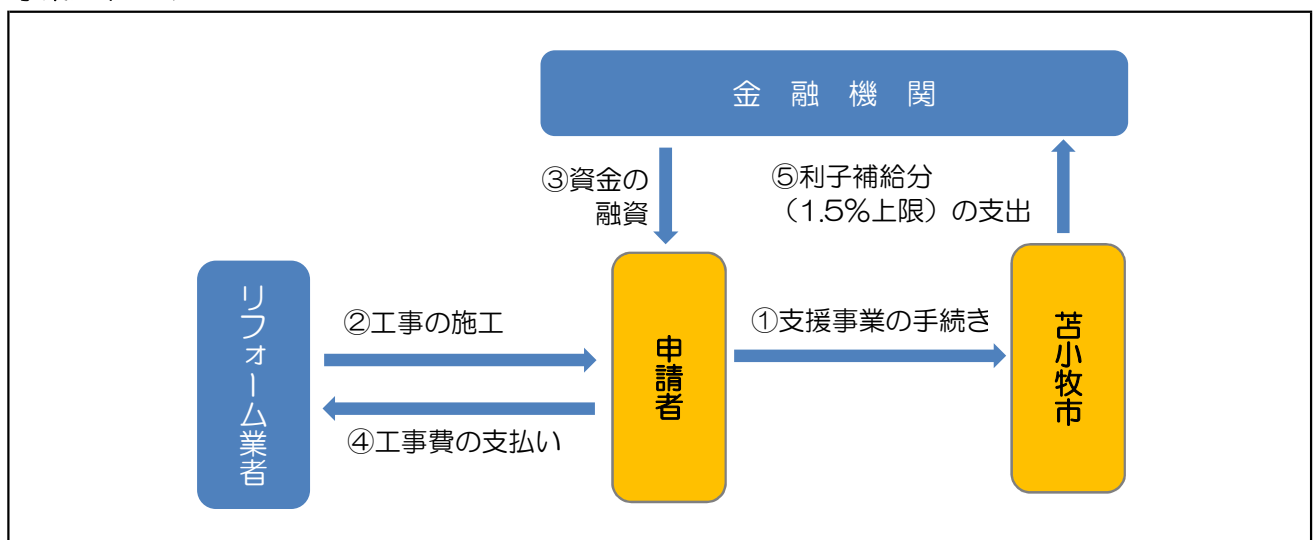 金融機関
③資金の
融資
⑤利子補給分
（1.5%上限）の支出
リフォーム業者
②工事の施工
④工事費の支払い
申請者
①支援事業の手続き
苫小牧市